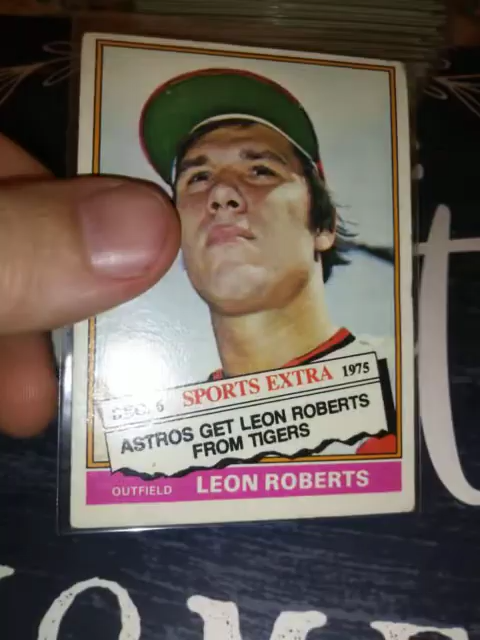 DEC. 6 SPORTS EXTRA 1975
ASTROS GET LEON ROBERTS
FROM TIGERS
OUTFIELD LEON ROBERTS